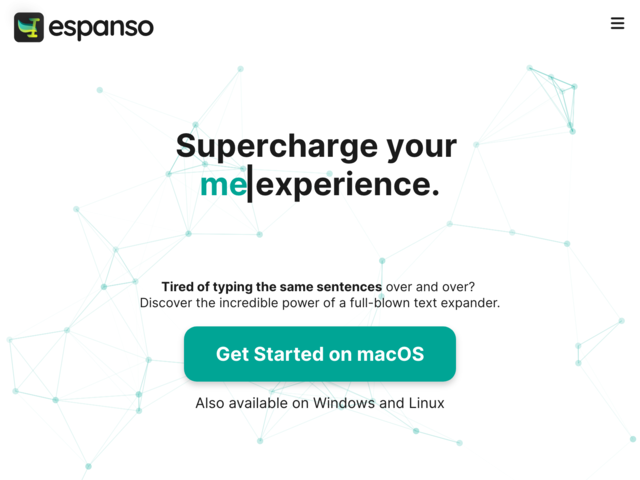 espanso
Supercharge your
me experience.
Tired of typing the same sentences over and over?
Discover the incredible power of a full-blown text expander.
Get Started on macOS
Also available on Windows and Linux